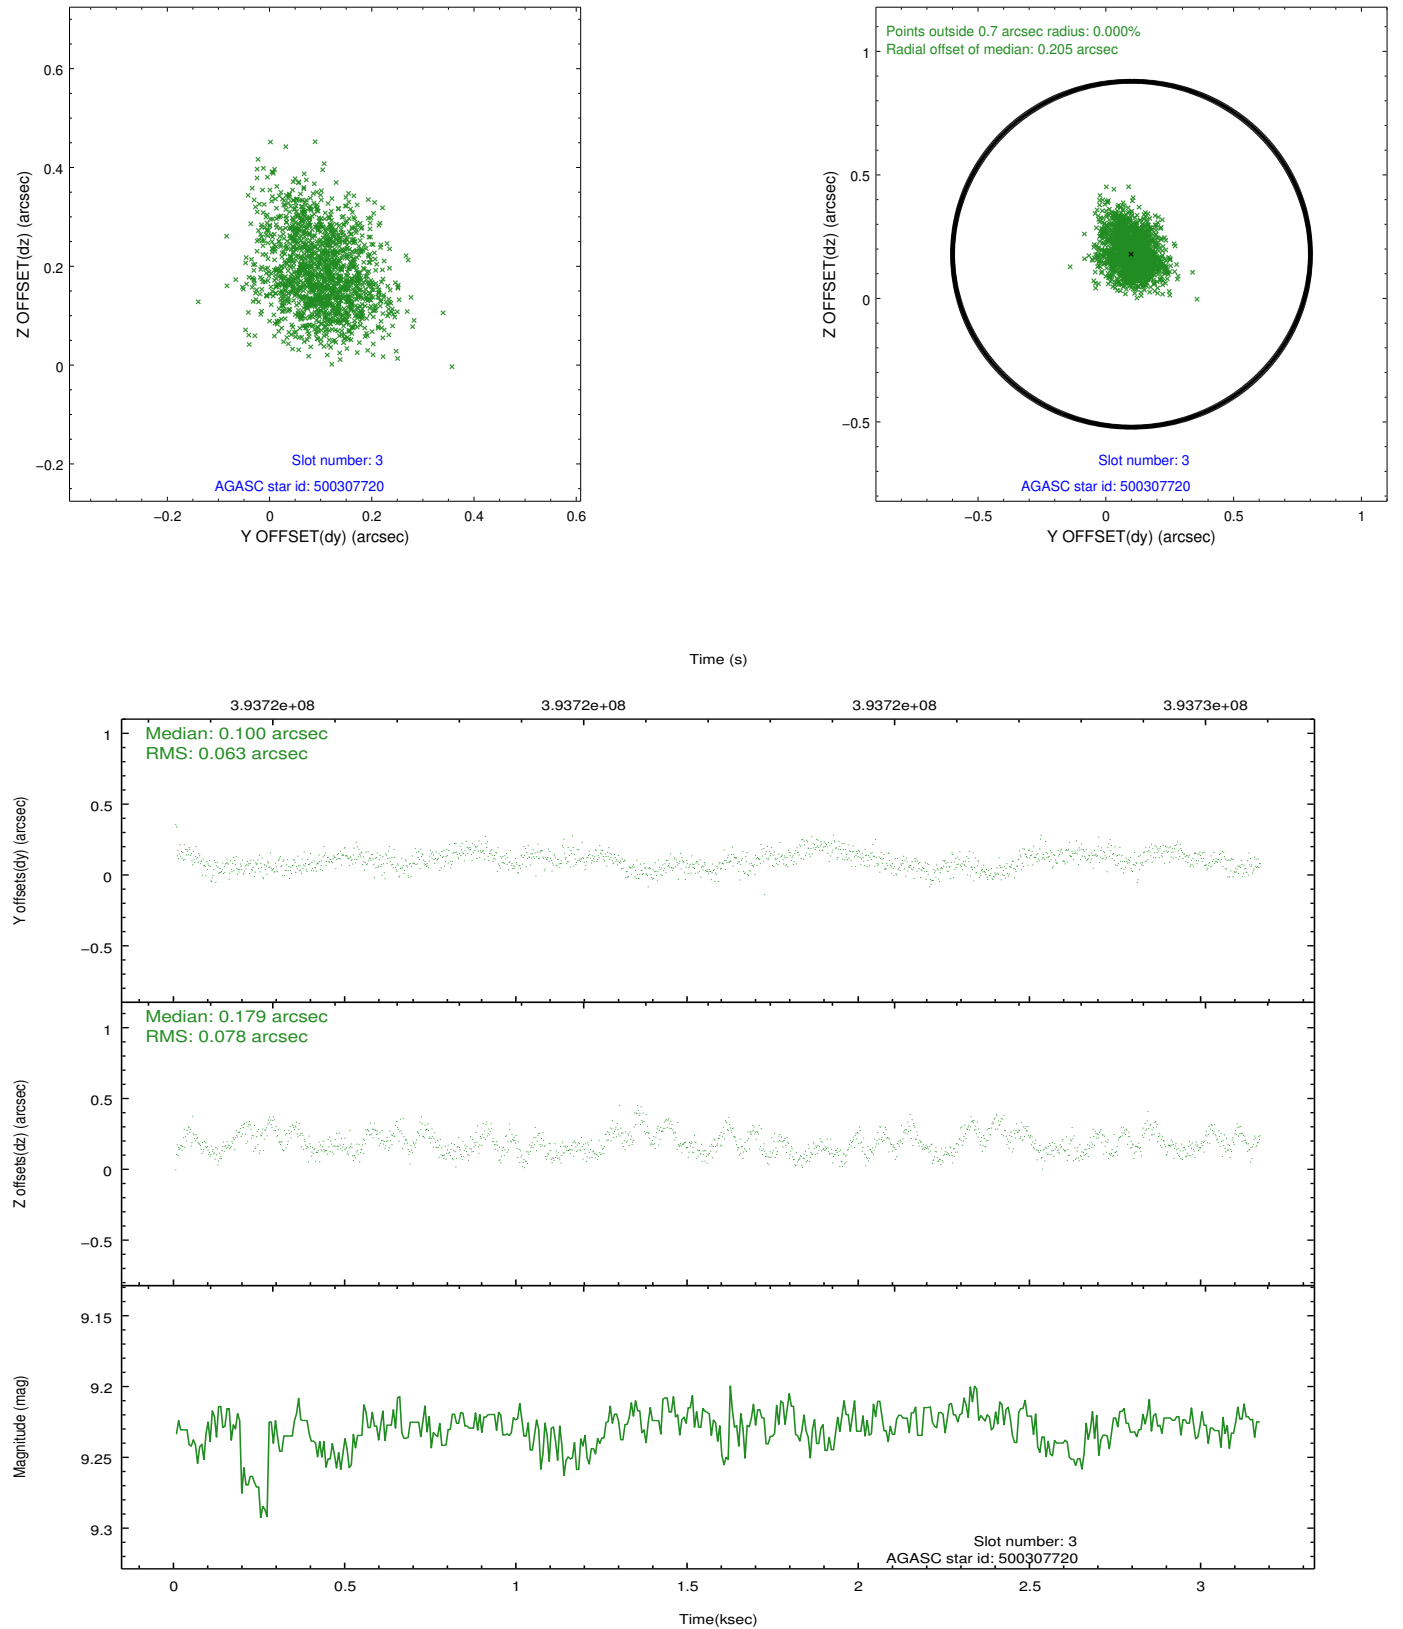 0.6
0.4
0.2
0
−0.2
Z OFFSET(dz) (arcsec)
−0.2 0 0.2 0.4 0.6
Y OFFSET(dy) (arcsec)
Slot number: 3
AGASC star id: 500307720
Points outside 0.7 arcsec radius: 0.000%
Radial offset of median: 0.205 arcsec
1
0.5
0
−0.5
Z OFFSET(dz) (arcsec)
Slot number: 3
AGASC star id: 500307720
−0.5 0 0.5 1
Y OFFSET(dy) (arcsec)
Time (s)
3.9372e+08 3.9372e+08 3.9372e+08 3.9373e+08
Median: 0.100 arcsec
RMS: 0.063 arcsec
1
0.5
0
−0.5
Y offsets(dy) (arcsec)
Median: 0.179 arcsec
RMS: 0.078 arcsec
1
0.5
0
−0.5
Z offsets(dz) (arcsec)
9.15
9.2
9.25
9.3
Magnitude (mag)
Slot number: 3
AGASC star id: 500307720
0 0.5 1 1.5 2 2.5 3
Time(ksec)